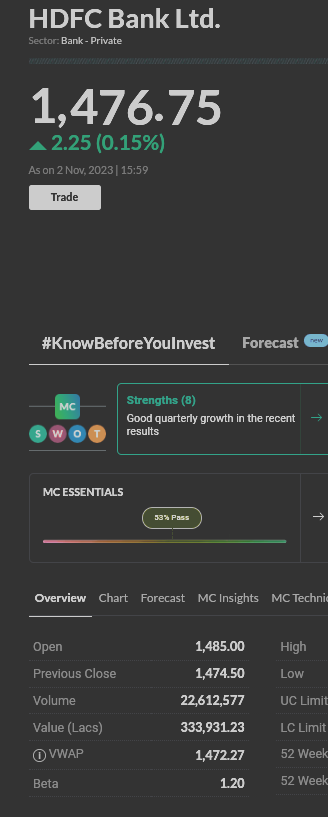 HDFC Bank Ltd.
Sector: Bank - Private
1,476.75
2.25 (0.15%)
As on 2 Nov, 2023 | 15:59
Trade
#KnowBeforeYouInvest Forecast new
MC
S W O T
Strengths (8)
Good quarterly growth in the recent
results
MC ESSENTIALS
53% Pass
Overview Chart Forecast MC Insights MC Technic
Open 1,485.00 High
Previous Close 1,474.50 Low
Volume 22,612,577 UC Limit
Value (Lacs) 333,931.23 LC Limit
VWAP 1,472.27 52 Week
Beta 1.20 52 Week